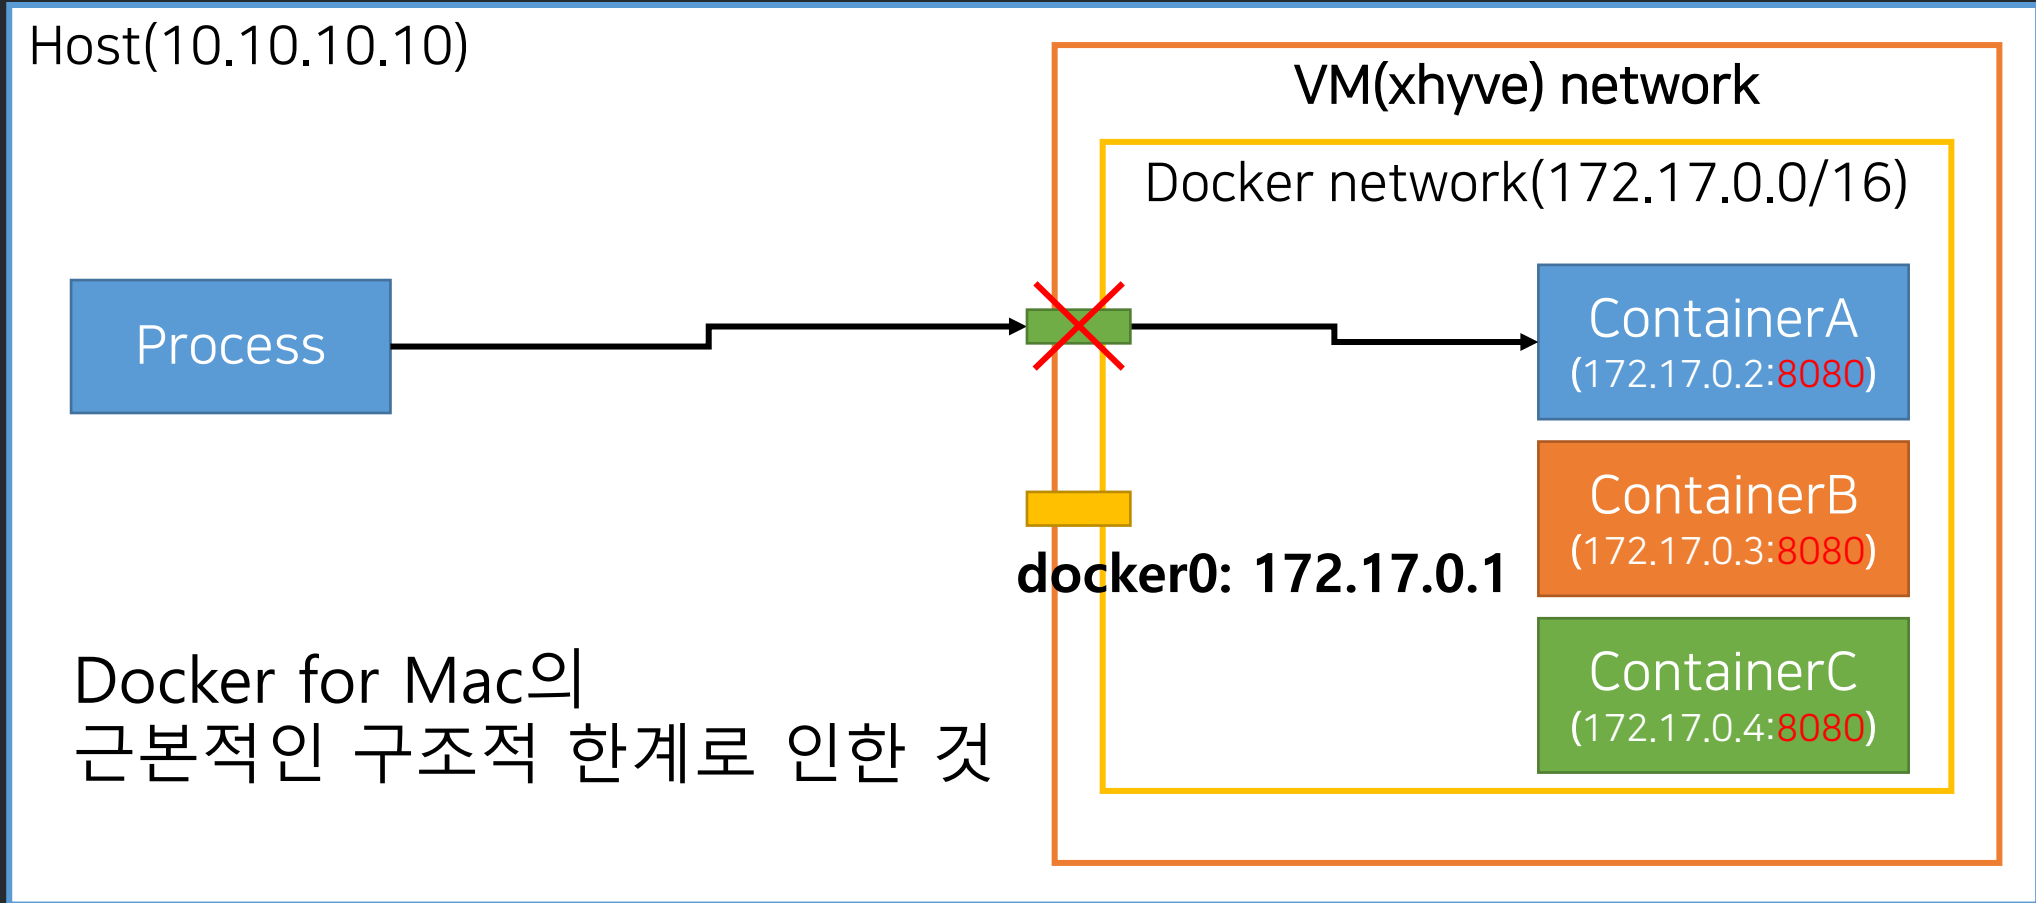 Host(10.10.10.10)
VM(xhyve) network
Docker network(172.17.0.0/16)
Process
ContainerA
(172.17.0.2:8080)
ContainerB
(172.17.0.3:8080)
docker0: 172.17.0.1
ContainerC
(172.17.0.4:8080)
Docker for Mac의
근본적인 구조적 한계로 인한 것